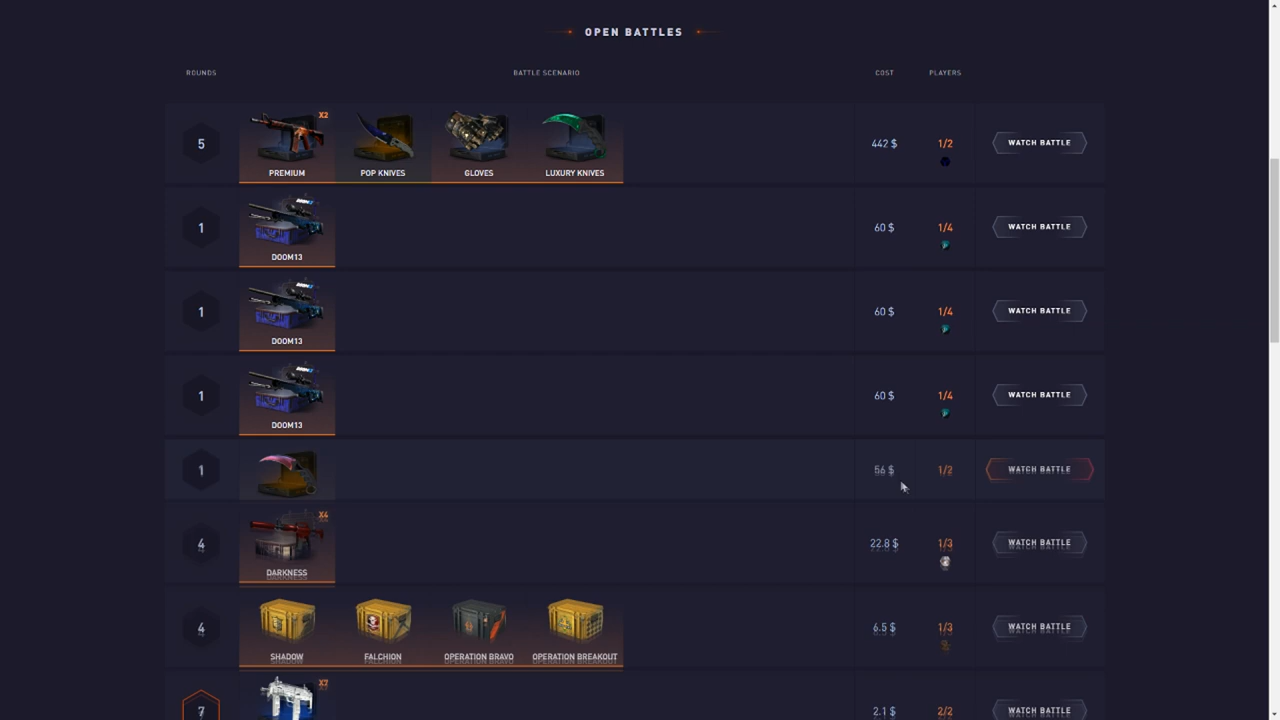 OPEN BATTLES
ROUNDS BATTLE SCENARIO COST PLAYERS
X2
5 442 $ 1/2 WATCH BATTLE
PREMIUM POP KNIVES GLOVES LUXURY KNIVES
1 60 $ 1/4 WATCH BATTLE
DOOM13
1 60 $ 1/4 WATCH BATTLE
DOOM13
1 60 $ 1/4 WATCH BATTLE
DOOM13
1 56 $ 1/2 WATCH BATTLE
X4
4 22.8 $ 1/3 WATCH BATTLE
DARKNESS
4 6.5 $ 1/3 WATCH BATTLE
SHADOW FALCHION OPERATION BRAVO OPERATION BREAKOUT
X7
7 2.1 $ 2/2 WATCH BATTLE